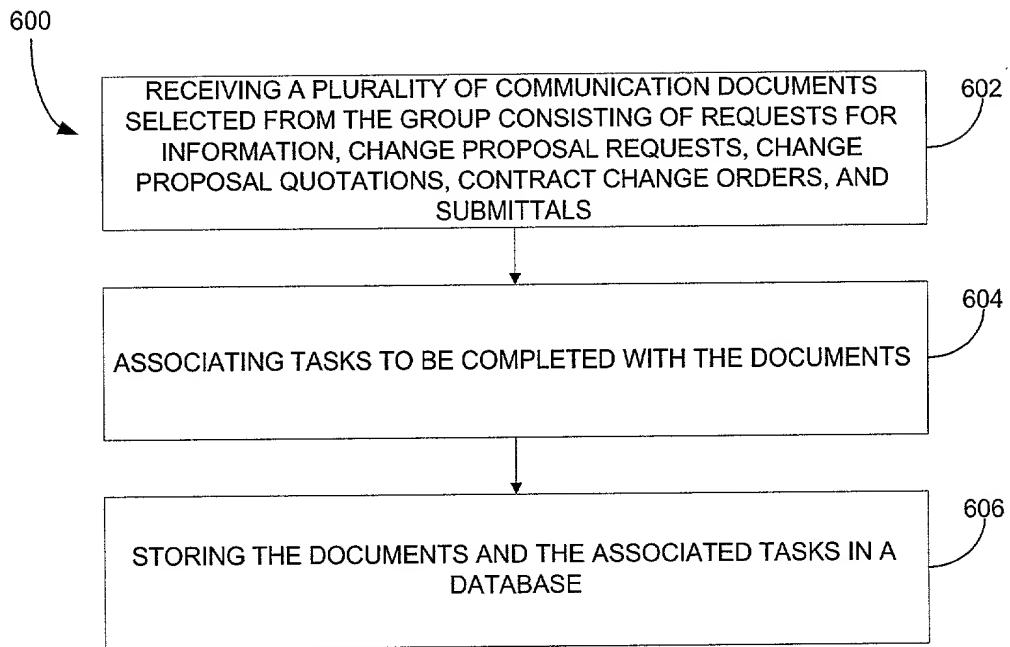 600
RECEIVING A PLURALITY OF COMMUNICATION DOCUMENTS
SELECTED FROM THE GROUP CONSISTING OF REQUESTS FOR
INFORMATION, CHANGE PROPOSAL REQUESTS, CHANGE
PROPOSAL QUOTATIONS, CONTRACT CHANGE ORDERS, AND
SUBMITTALS
602
ASSOCIATING TASKS TO BE COMPLETED WITH THE DOCUMENTS
604
STORING THE DOCUMENTS AND THE ASSOCIATED TASKS IN A
DATABASE
606